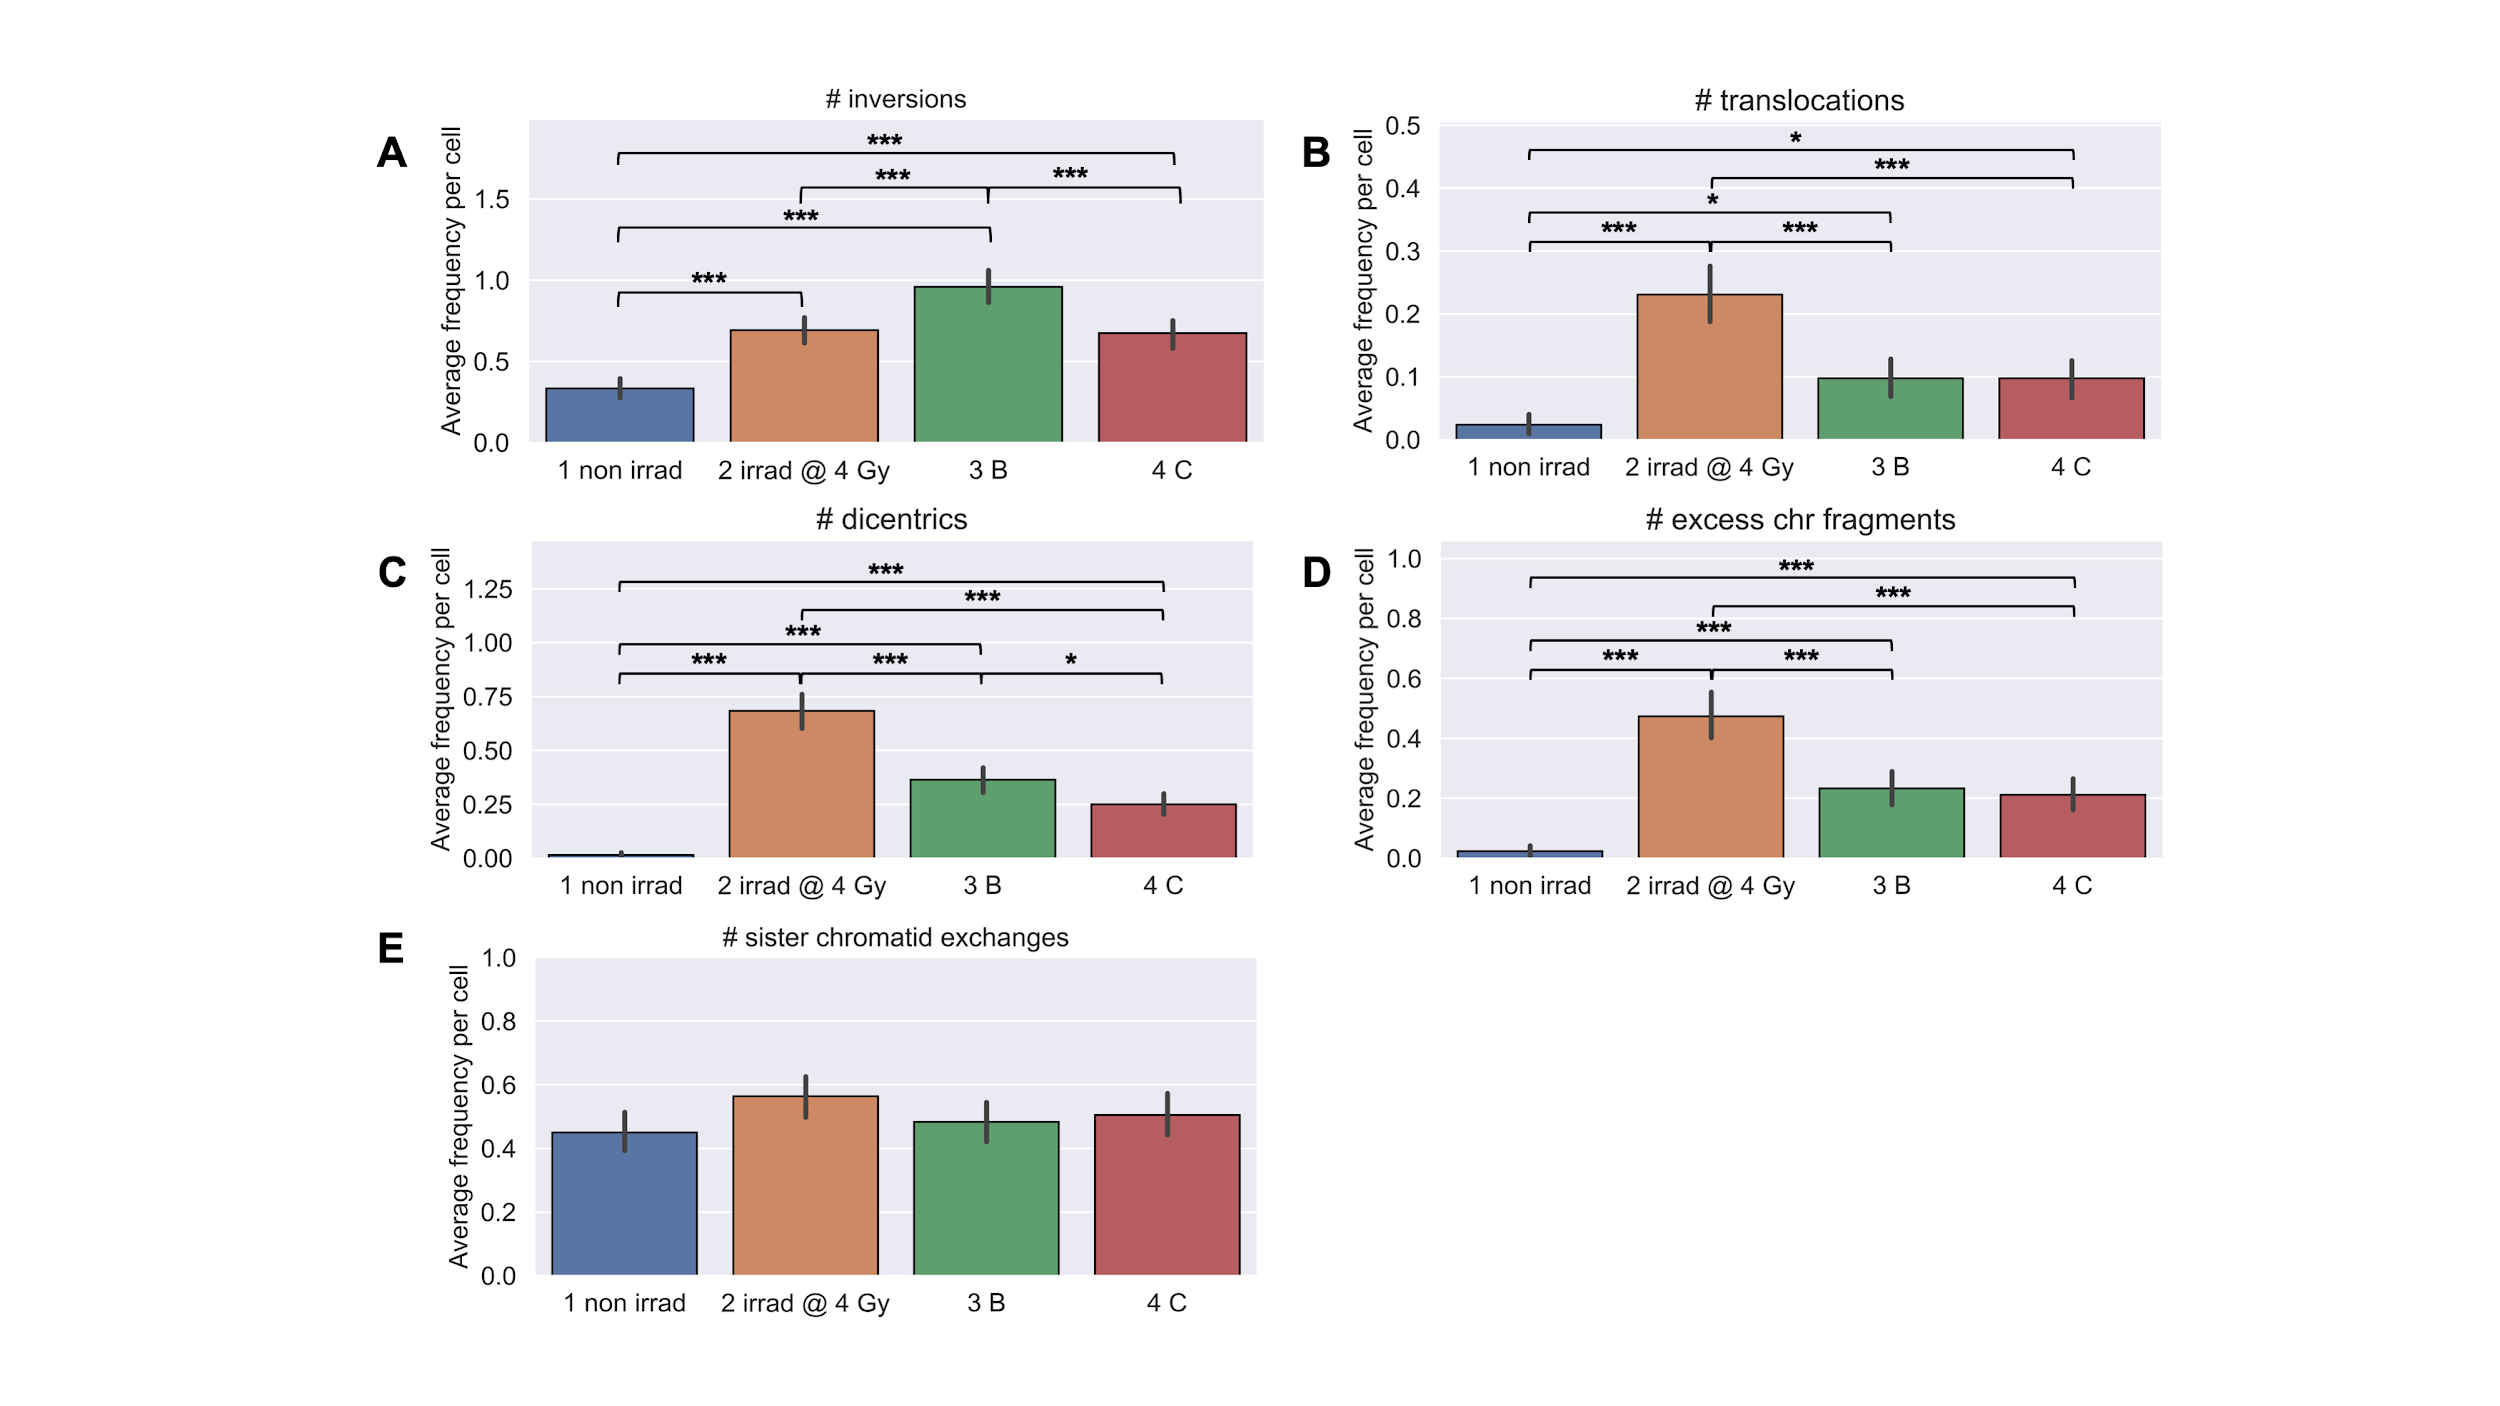 # inversions
A
Average frequency per cell
1.5
1.0
0.5
0.0
***
***
***
***
***
1 non irrad
2 irrad @ 4 Gy
3 B
4 C
# translocations
B
Average frequency per cell
0.5
0.4
0.3
0.2
0.1
0.0
*
***
*
***
***
1 non irrad
2 irrad @ 4 Gy
3 B
4 C
# dicentrics
C
Average frequency per cell
1.25
1.00
0.75
0.50
0.25
0.00
***
***
***
***
***
*
1 non irrad
2 irrad @ 4 Gy
3 B
4 C
# excess chr fragments
D
Average frequency per cell
1.0
0.8
0.6
0.4
0.2
0.0
***
***
***
***
***
1 non irrad
2 irrad @ 4 Gy
3 B
4 C
# sister chromatid exchanges
E
Average frequency per cell
1.0
0.8
0.6
0.4
0.2
0.0
1 non irrad
2 irrad @ 4 Gy
3 B
4 C